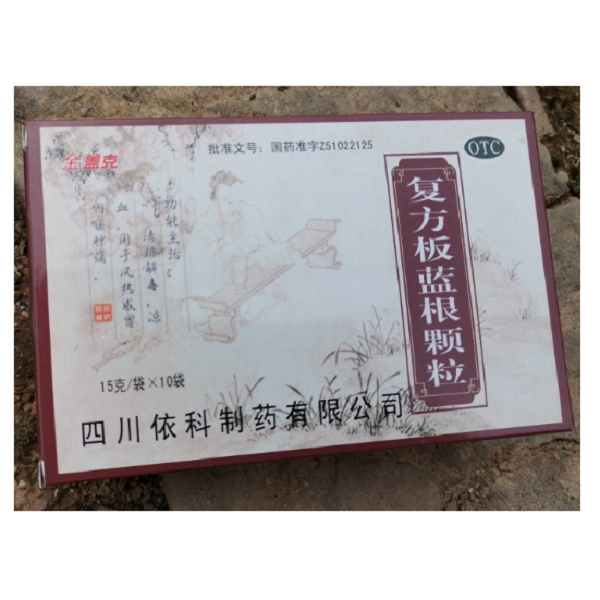 全盖克
批准文号：国药准字Z51022125
OTC
复方板蓝根颗粒
功能主治：
清热解毒，凉
血，用于风热感冒，
咽喉肿痛。
15克/袋×10袋
四川依科制药有限公司